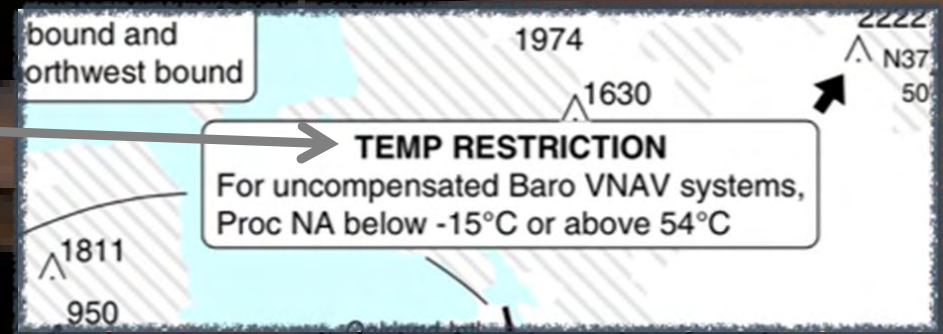 bound and
orthwest bound
1974
2222
N37
50
1630
TEMP RESTRICTION
For uncompensated Baro VNAV systems,
Proc NA below -15°C or above 54°C
1811
950